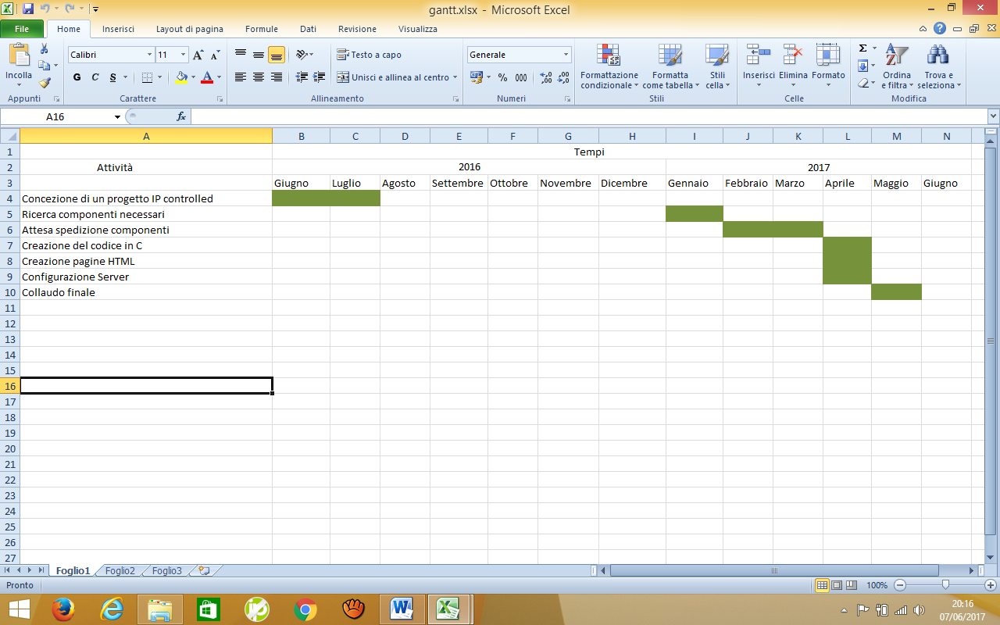 gantt.xlsx - Microsoft Excel
File Home Inserisci Layout di pagina Formule Dati Revisione Visualizza
Incolla
Calibri 11
G C S
Testo a capo
Unisci e allinea al centro
Generale
% 000
Formattazione condizionale
Formatta come tabella
Stili cella
Inserisci Elimina Formato
Σ
Ordina e filtra
Trova e seleziona
Appunti Carattere Allineamento Numeri Stili Celle Modifica
A16 fx
A B C D E F G H I J K L M N
1 Tempi
2 Attività 2016 2017
3 Giugno Luglio Agosto Settembre Ottobre Novembre Dicembre Gennaio Febbraio Marzo Aprile Maggio Giugno
4 Concezione di un progetto IP controlled
5 Ricerca componenti necessari
6 Attesa spedizione componenti
7 Creazione del codice in C
8 Creazione pagine HTML
9 Configurazione Server
10 Collaudo finale
11
12
13
14
15
16
17
18
19
20
21
22
23
24
25
26
27
Foglio1 Foglio2 Foglio3
Pronto 100%
20:16
07/06/2017